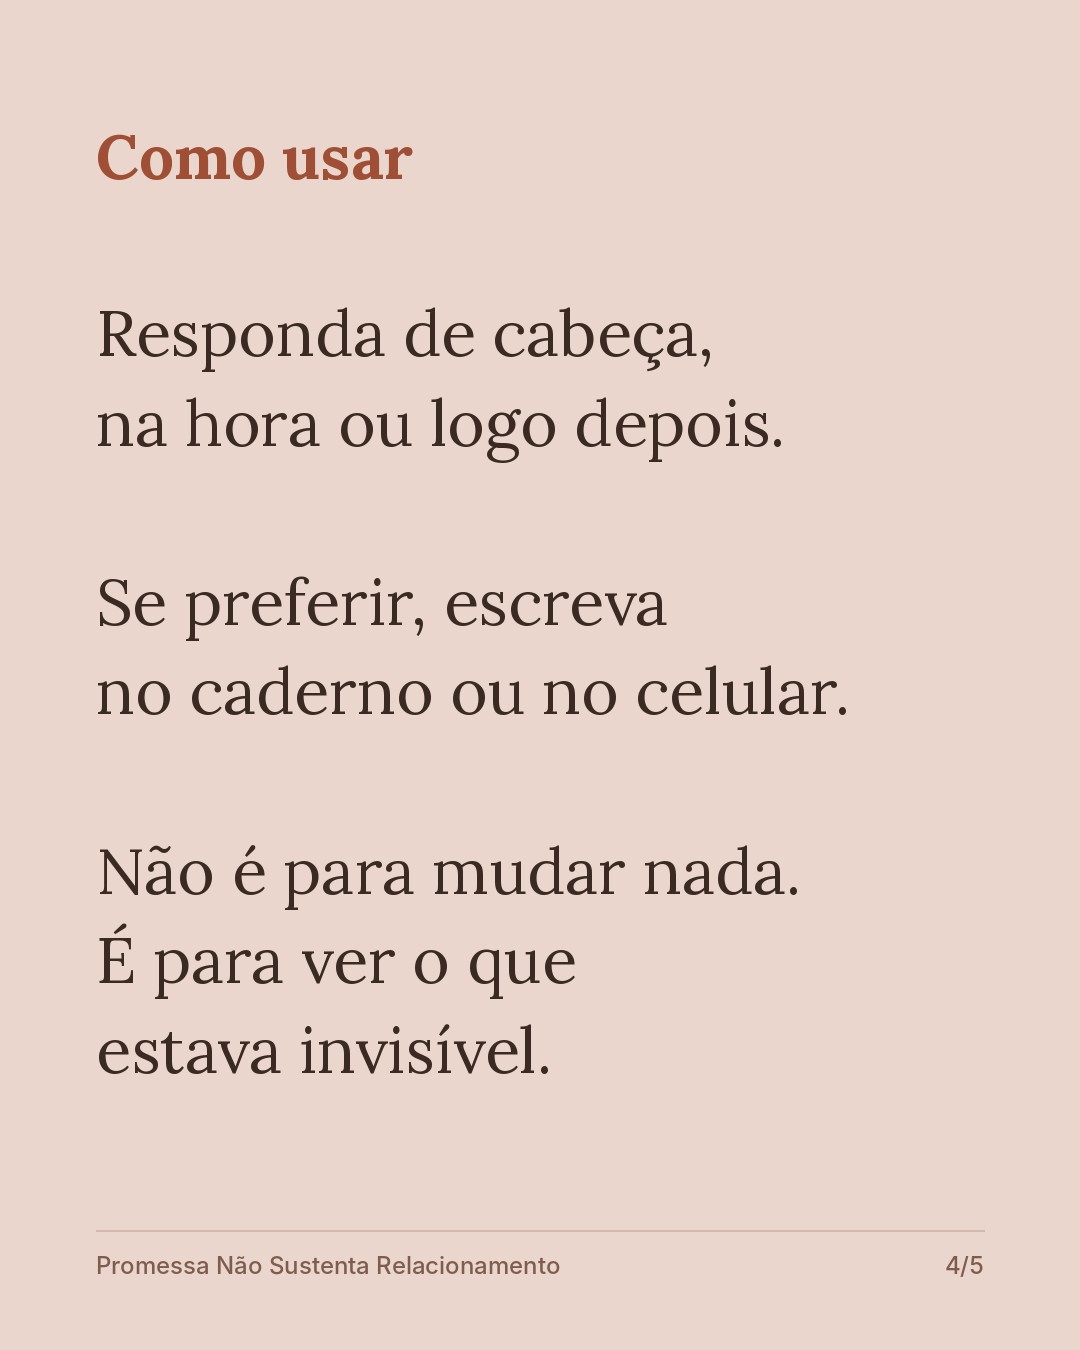 Como usar
Responda de cabeça,
na hora ou logo depois.
Se preferir, escreva
no caderno ou no celular.
Não é para mudar nada.
É para ver o que
estava invisível.
Promessa Não Sustenta Relacionamento
4/5